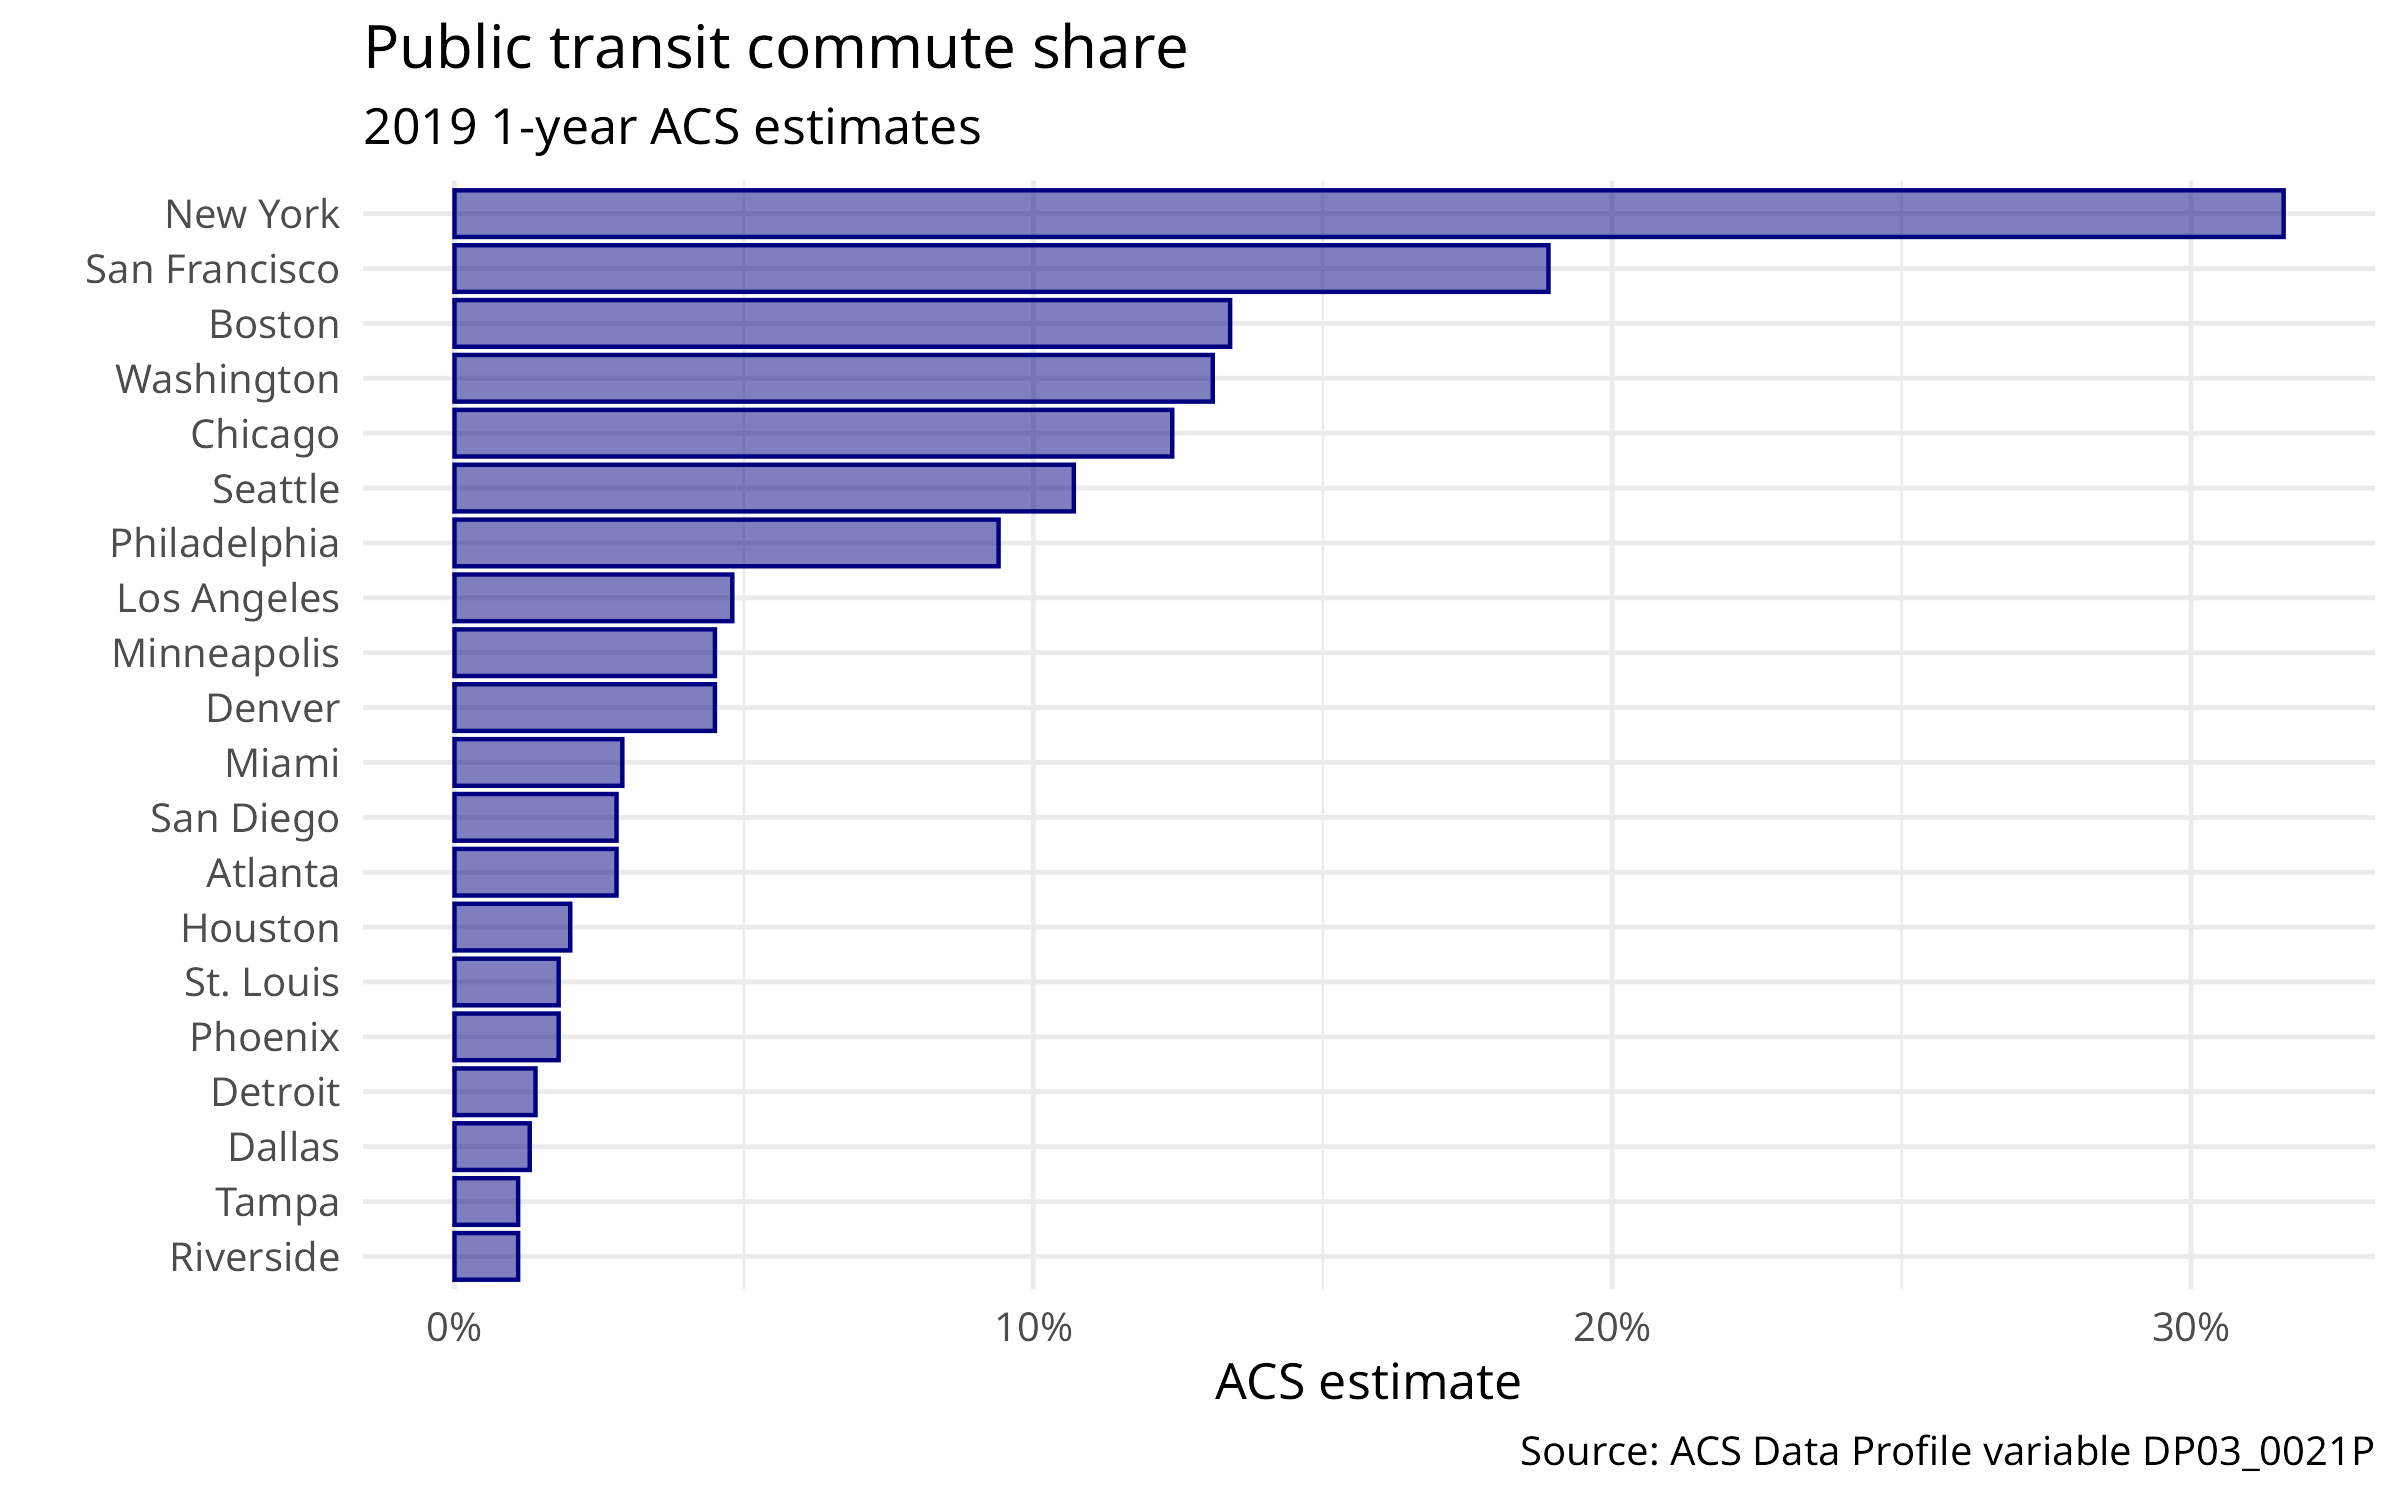 Public transit commute share
2019 1-year ACS estimates
New York
San Francisco
Boston
Washington
Chicago
Seattle
Philadelphia
Los Angeles
Minneapolis
Denver
Miami
San Diego
Atlanta
Houston
St. Louis
Phoenix
Detroit
Dallas
Tampa
Riverside
0% 10% 20% 30%
ACS estimate
Source: ACS Data Profile variable DP03_0021P